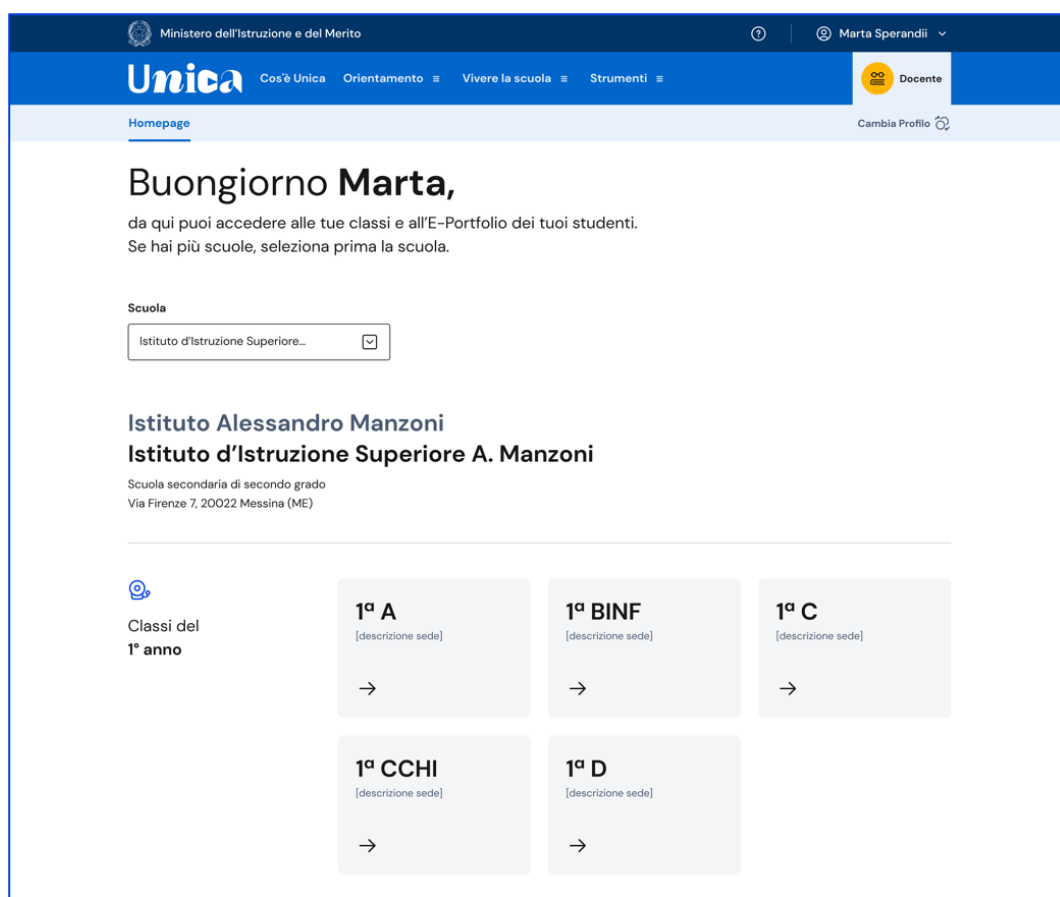 Ministero dell'Istruzione e del Merito
Marta Sperandii
Unica
Cos'è Unica
Orientamento
Vivere la scuola
Strumenti
Docente
Homepage
Cambia Profilo
Buongiorno Marta,
da qui puoi accedere alle tue classi e all'E-Portfolio dei tuoi studenti.
Se hai più scuole, seleziona prima la scuola.
Scuola
Istituto d'Istruzione Superiore...
Istituto Alessandro Manzoni
Istituto d'Istruzione Superiore A. Manzoni
Scuola secondaria di secondo grado
Via Firenze 7, 20022 Messina (ME)
Classi del
1° anno
1ª A
[descrizione sede]
1ª BINF
[descrizione sede]
1ª C
[descrizione sede]
1ª CCHI
[descrizione sede]
1ª D
[descrizione sede]